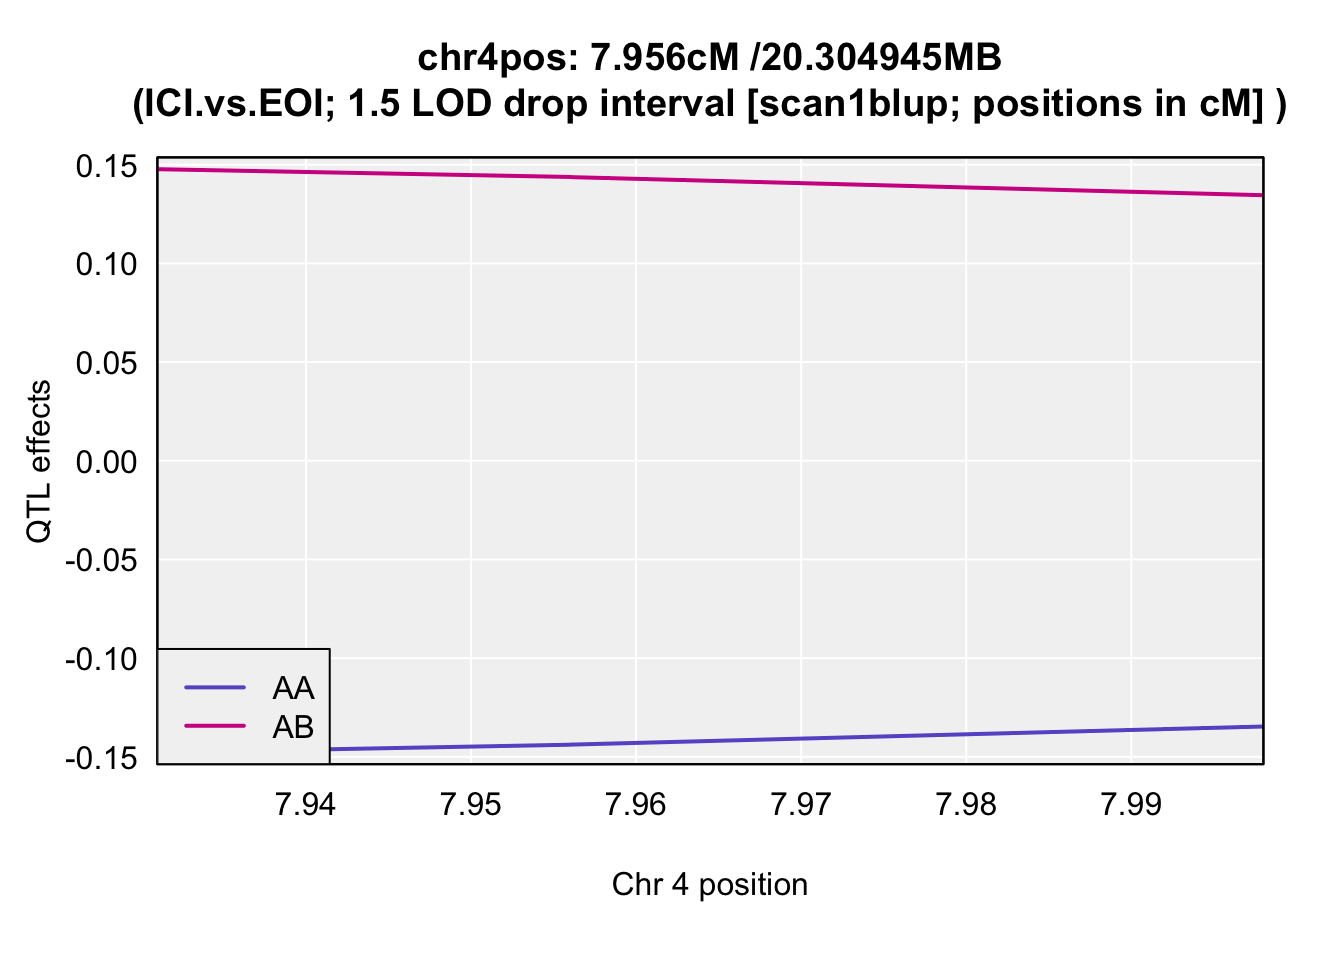 chr4pos: 7.956cM /20.304945MB
(ICI.vs.EOI; 1.5 LOD drop interval [scan1blup; positions in cM] )
QTL effects
0.15
0.10
0.05
0.00
-0.05
-0.10
-0.15
AA
AB
7.94 7.95 7.96 7.97 7.98 7.99
Chr 4 position